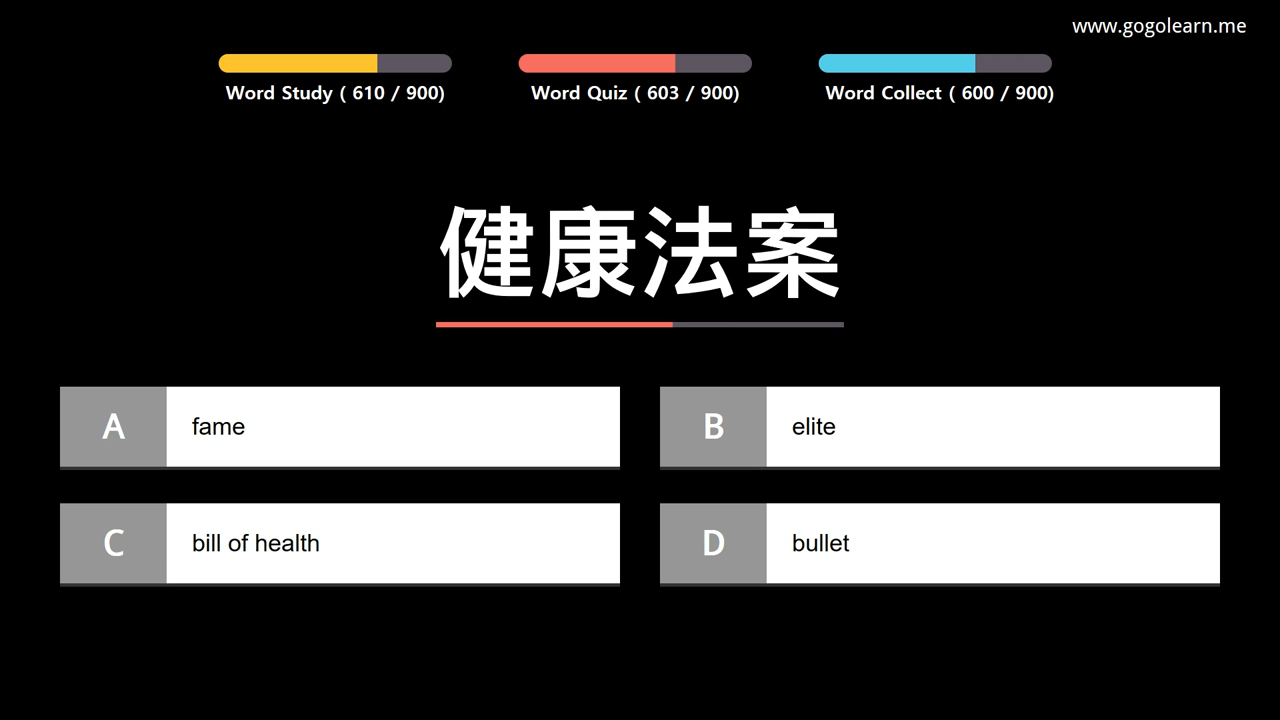 www.gogolearn.me
Word Study ( 610 / 900)
Word Quiz ( 603 / 900)
Word Collect ( 600 / 900)
健康法案
A fame
B elite
C bill of health
D bullet